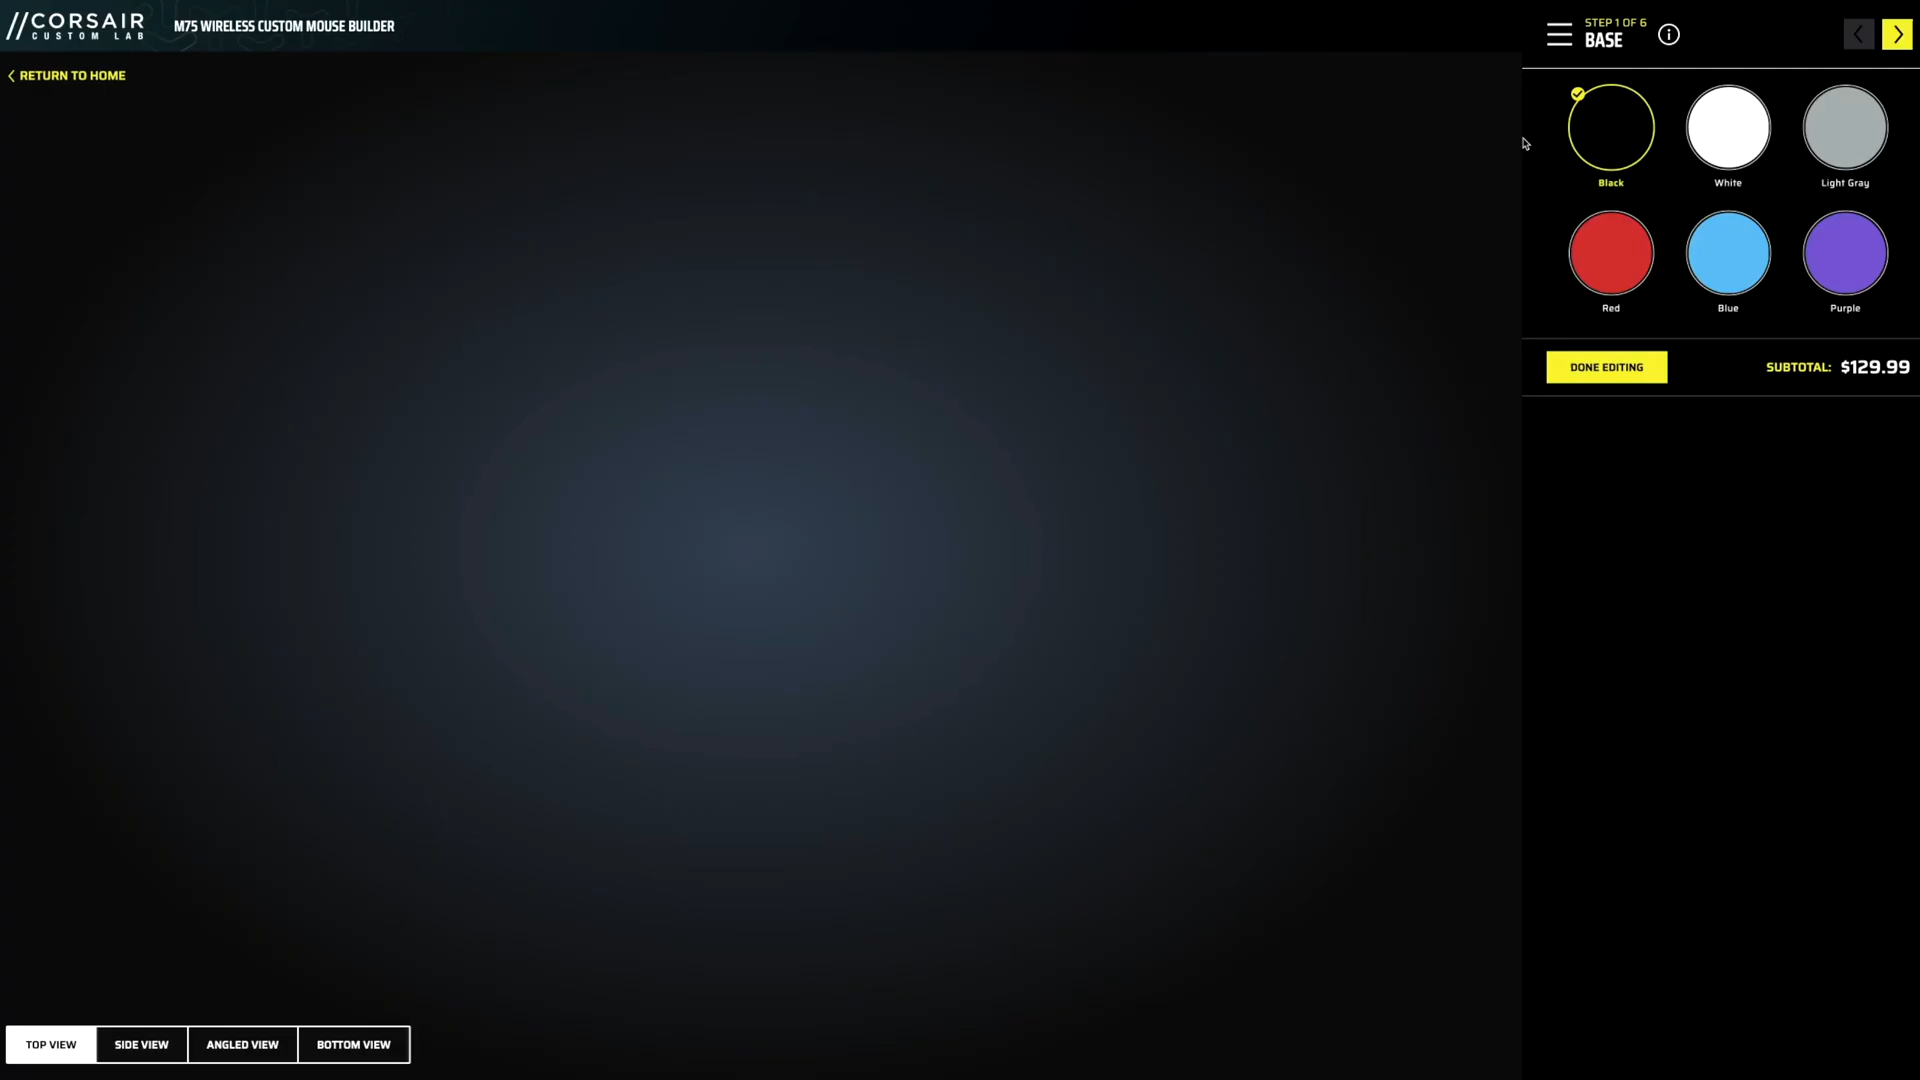 //CORSAIR
CUSTOM LAB
M75 WIRELESS CUSTOM MOUSE BUILDER
RETURN TO HOME
STEP 1 OF 6
BASE
Black
White
Light Gray
Red
Blue
Purple
DONE EDITING
SUBTOTAL: $129.99
TOP VIEW
SIDE VIEW
ANGLED VIEW
BOTTOM VIEW